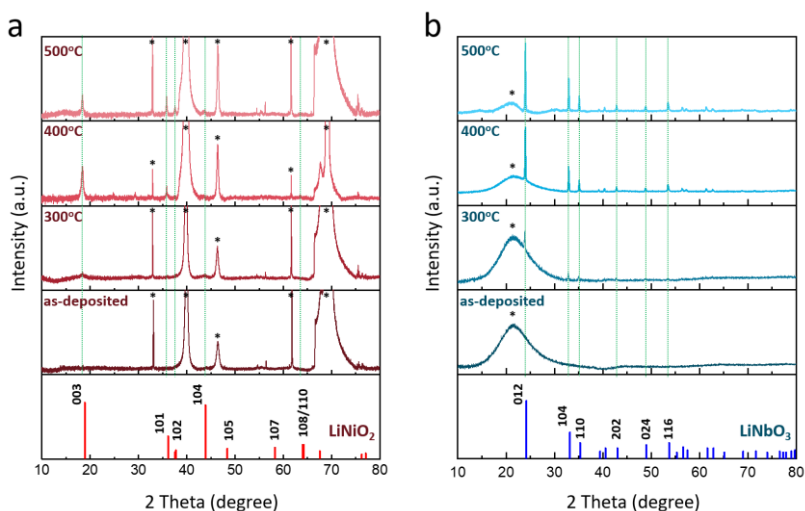 a
Intensity (a.u.)
500°C
* * * * *
400°C
* * * * *
300°C
* * * * *
as-deposited
* * * * *
003
101
102
104
105
107
108/110
LiNiO₂
10 20 30 40 50 60 70 80
2 Theta (degree)
b
Intensity (a.u.)
500°C
*
400°C
*
300°C
*
as-deposited
*
012
104
110
202
024
116
LiNbO₃
10 20 30 40 50 60 70 80
2 Theta (degree)